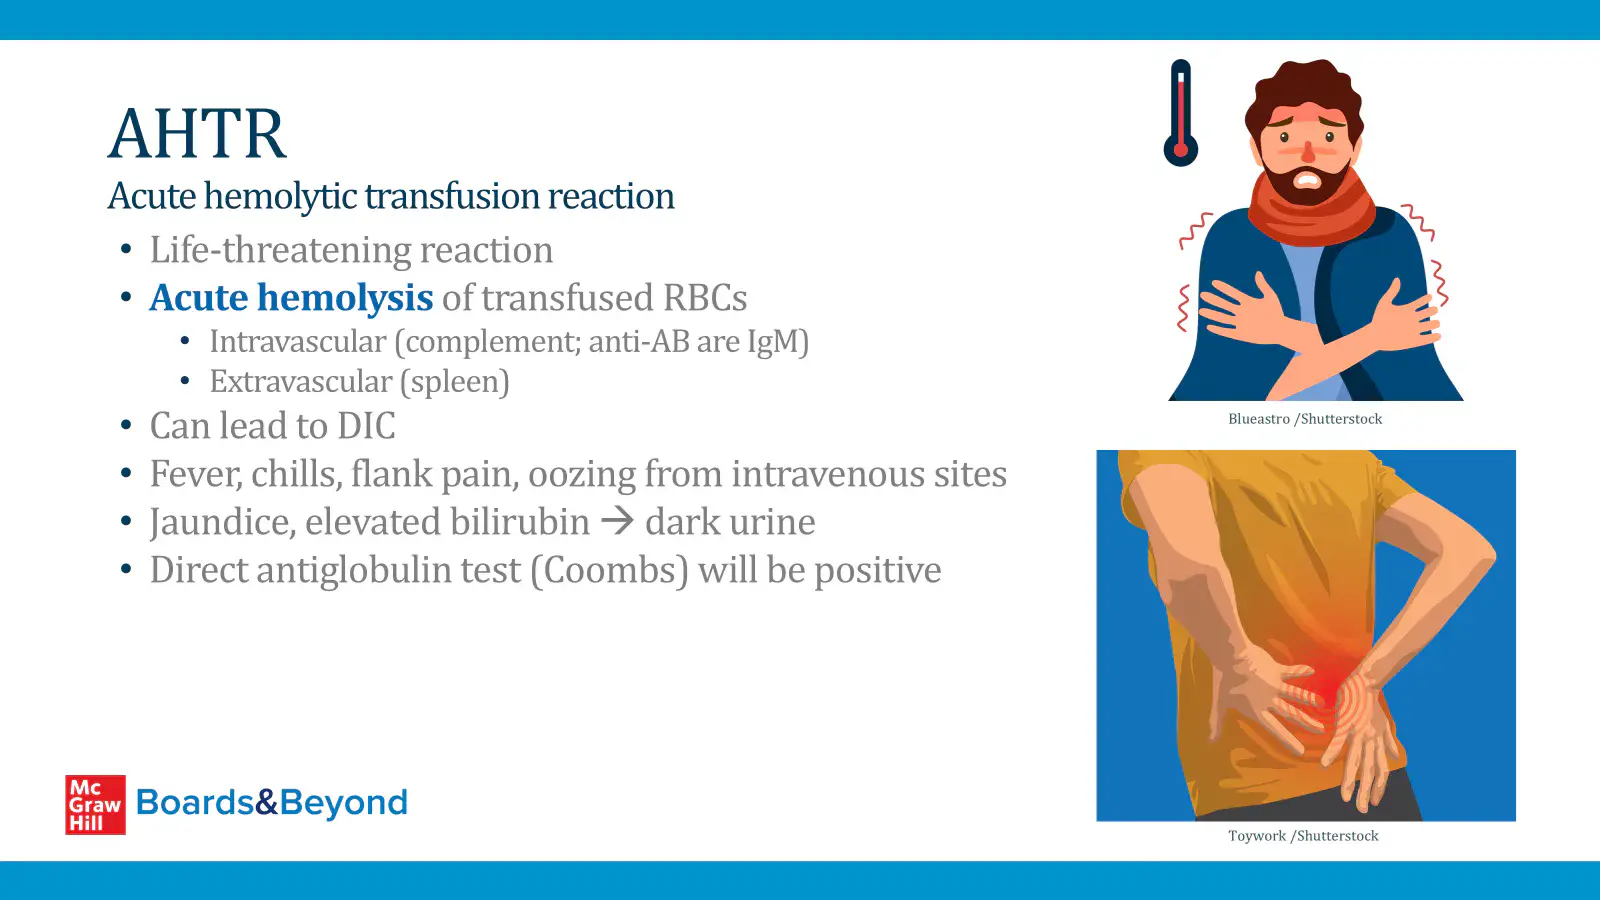 AHTR
Acute hemolytic transfusion reaction
• Life-threatening reaction
• Acute hemolysis of transfused RBCs
• Intravascular (complement; anti-AB are IgM)
• Extravascular (spleen)
• Can lead to DIC
• Fever, chills, flank pain, oozing from intravenous sites
• Jaundice, elevated bilirubin → dark urine
• Direct antiglobulin test (Coombs) will be positive
Blueastro /Shutterstock
Toywork /Shutterstock
Mc
Graw
Hill
Boards&Beyond